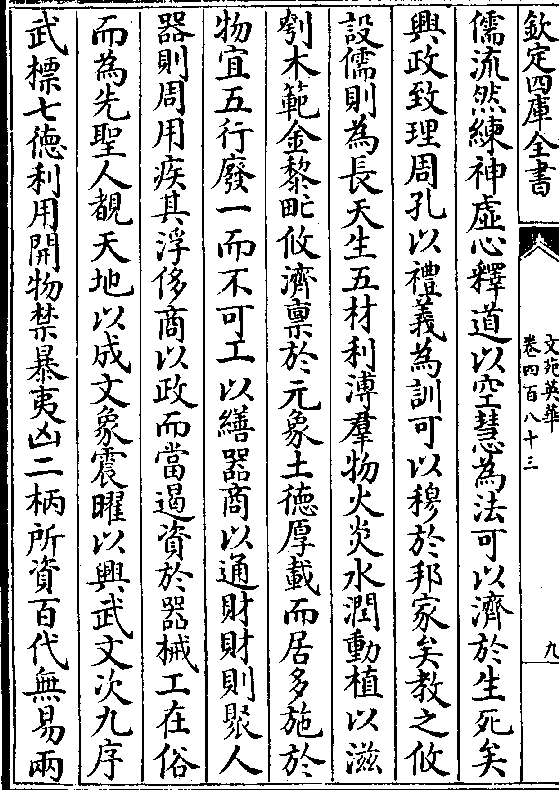 欽定四庫全書
文苑英華
卷四百八十三
九
儒流然練神虛心釋道以空慧為法可以濟於生死矣
興政致理周孔以禮義為訓可以穆於邦家矣教之攸
設儒則為長天生五材利溥羣物火炎水潤動植以滋
刳木範金黎甿攸濟禀於元象土德厚載而居多施於
物宜五行廢一而不可工以繕器商以通財財則聚人
器則周用疾其浮侈商以政而當遏資於器械工在俗
而為先聖人覩天地以成文象震曜以興武文次九序
武標七德利用開物禁暴夷凶二柄所資百代無易兩